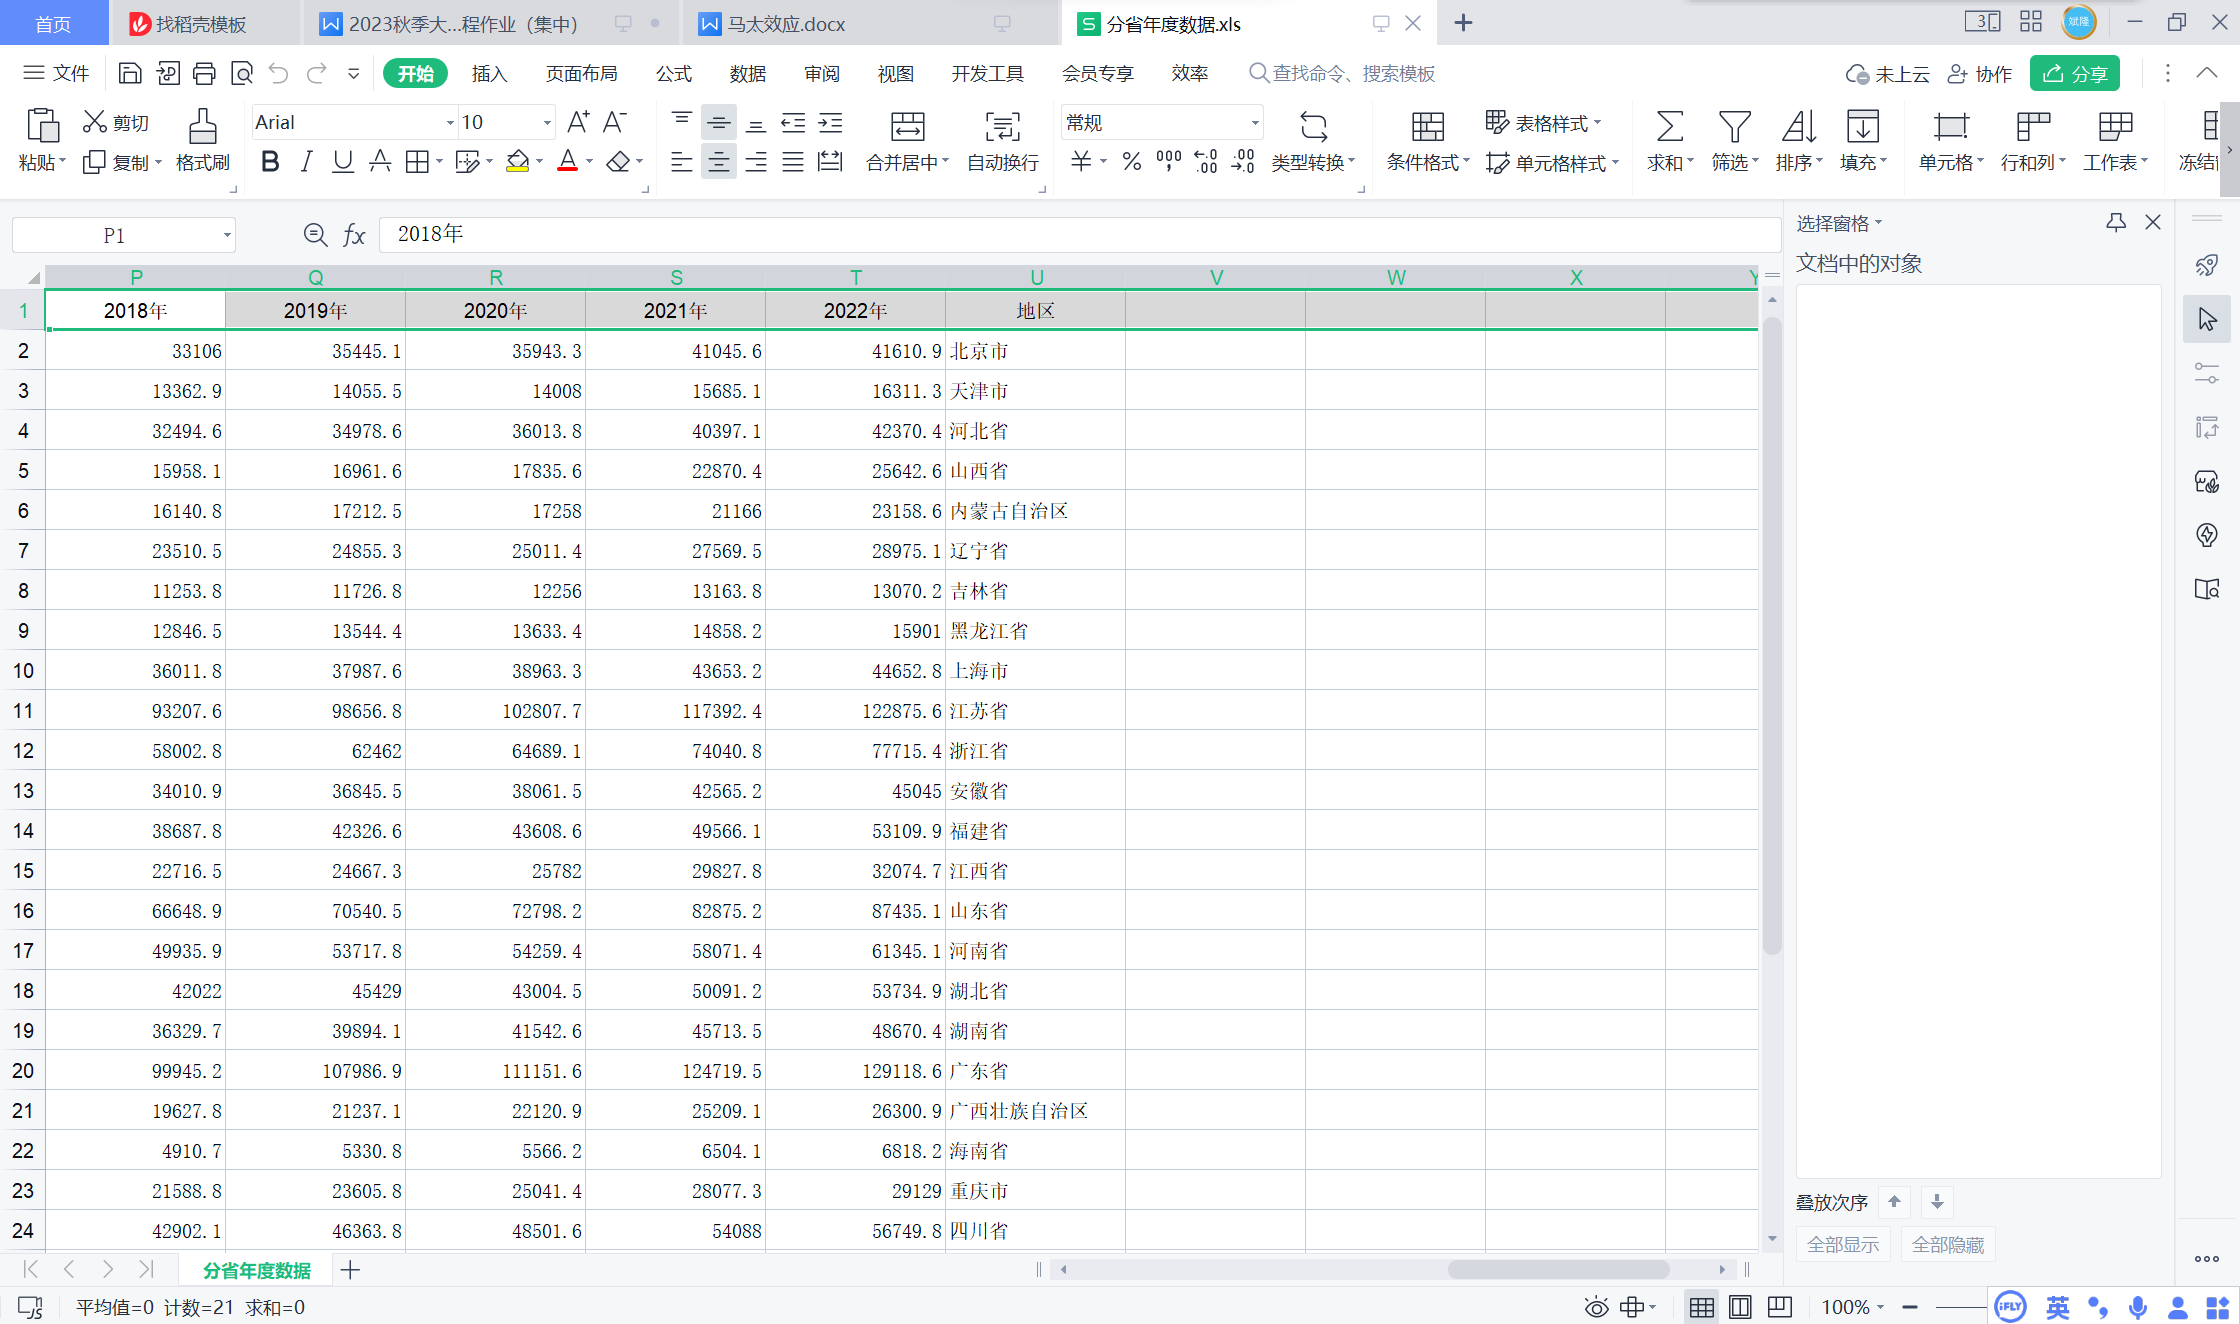 首页 找稻壳模板 2023秋季大...程作业（集中） 马太效应.docx 分省年度数据.xls
文件 开始 插入 页面布局 公式 数据 审阅 视图 开发工具 会员专享 效率 查找命令、搜索模板 未上云 协作 分享
粘贴 剪切 复制 格式刷 Arial 10 合并居中 自动换行 常规 类型转换 条件格式 表格样式 单元格样式 求和 筛选 排序 填充 单元格 行和列 工作表 冻结
P1 fx 2018年
选择窗格
文档中的对象
P Q R S T U V W X Y
1 2018年 2019年 2020年 2021年 2022年 地区
2 33106 35445.1 35943.3 41045.6 41610.9 北京市
3 13362.9 14055.5 14008 15685.1 16311.3 天津市
4 32494.6 34978.6 36013.8 40397.1 42370.4 河北省
5 15958.1 16961.6 17835.6 22870.4 25642.6 山西省
6 16140.8 17212.5 17258 21166 23158.6 内蒙古自治区
7 23510.5 24855.3 25011.4 27569.5 28975.1 辽宁省
8 11253.8 11726.8 12256 13163.8 13070.2 吉林省
9 12846.5 13544.4 13633.4 14858.2 15901 黑龙江省
10 36011.8 37987.6 38963.3 43653.2 44652.8 上海市
11 93207.6 98656.8 102807.7 117392.4 122875.6 江苏省
12 58002.8 62462 64689.1 74040.8 77715.4 浙江省
13 34010.9 36845.5 38061.5 42565.2 45045 安徽省
14 38687.8 42326.6 43608.6 49566.1 53109.9 福建省
15 22716.5 24667.3 25782 29827.8 32074.7 江西省
16 66648.9 70540.5 72798.2 82875.2 87435.1 山东省
17 49935.9 53717.8 54259.4 58071.4 61345.1 河南省
18 42022 45429 43004.5 50091.2 53734.9 湖北省
19 36329.7 39894.1 41542.6 45713.5 48670.4 湖南省
20 99945.2 107986.9 111151.6 124719.5 129118.6 广东省
21 19627.8 21237.1 22120.9 25209.1 26300.9 广西壮族自治区
22 4910.7 5330.8 5566.2 6504.1 6818.2 海南省
23 21588.8 23605.8 25041.4 28077.3 29129 重庆市
24 42902.1 46363.8 48501.6 54088 56749.8 四川省
叠放次序
全部显示 全部隐藏
分省年度数据
平均值=0 计数=21 求和=0 100% iFLY 英